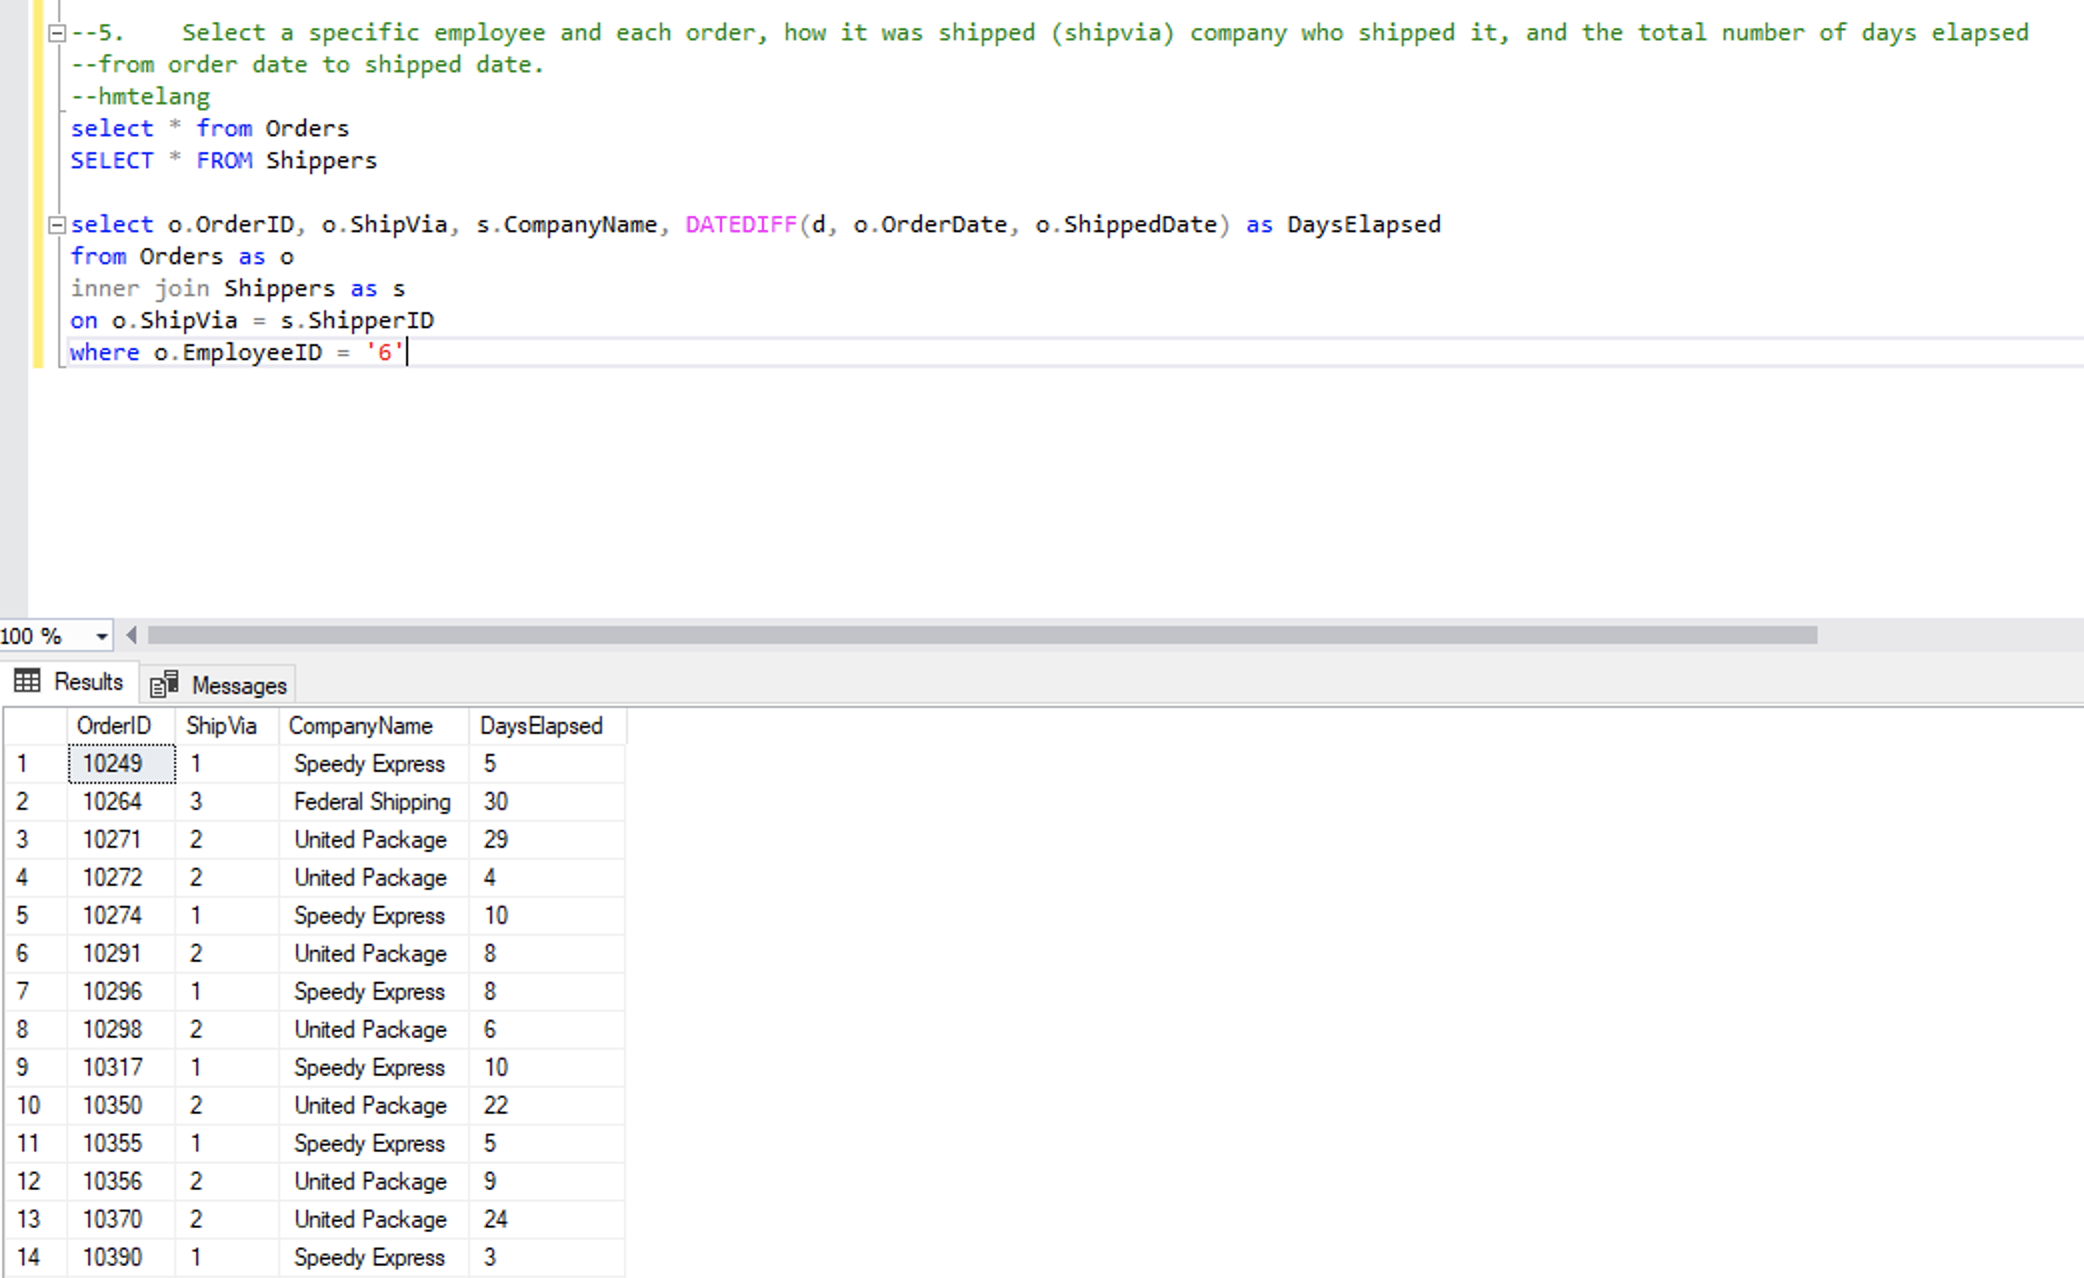 --5.    Select a specific employee and each order, how it was shipped (shipvia) company who shipped it, and the total number of days elapsed
--from order date to shipped date.
--hmtelang
select * from Orders
SELECT * FROM Shippers
select o.OrderID, o.ShipVia, s.CompanyName, DATEDIFF(d, o.OrderDate, o.ShippedDate) as DaysElapsed
from Orders as o
inner join Shippers as s
on o.ShipVia = s.ShipperID
where o.EmployeeID = '6'
100 %
Results Messages
OrderID ShipVia CompanyName DaysElapsed
1 10249 1 Speedy Express 5
2 10264 3 Federal Shipping 30
3 10271 2 United Package 29
4 10272 2 United Package 4
5 10274 1 Speedy Express 10
6 10291 2 United Package 8
7 10296 1 Speedy Express 8
8 10298 2 United Package 6
9 10317 1 Speedy Express 10
10 10350 2 United Package 22
11 10355 1 Speedy Express 5
12 10356 2 United Package 9
13 10370 2 United Package 24
14 10390 1 Speedy Express 3